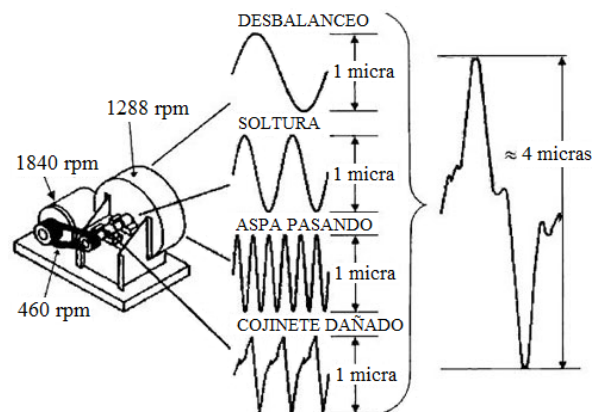 DESBALANCEO
1 micra
1288 rpm
SOLTURA
1840 rpm
1 micra
≈ 4 micras
ASPA PASANDO
1 micra
460 rpm
COJINETE DAÑADO
1 micra